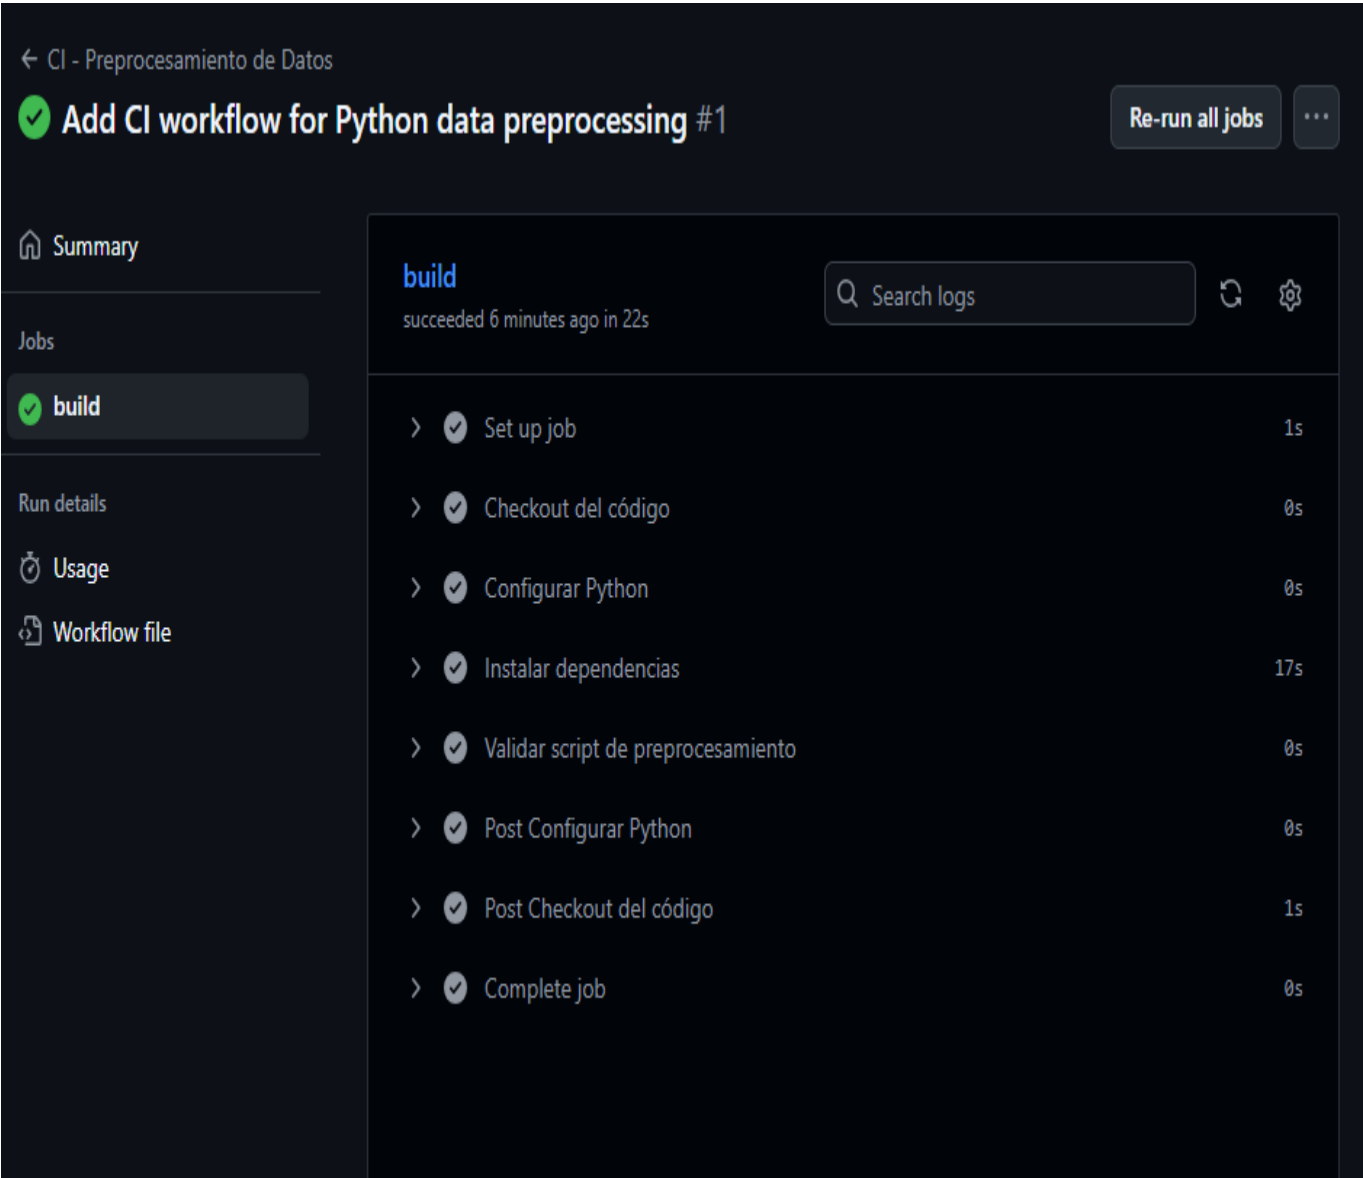 CI - Preprocesamiento de Datos
Add CI workflow for Python data preprocessing #1
Re-run all jobs
Summary
Jobs
build
Run details
Usage
Workflow file
build
succeeded 6 minutes ago in 22s
Search logs
Set up job 1s
Checkout del código 0s
Configurar Python 0s
Instalar dependencias 17s
Validar script de preprocesamiento 0s
Post Configurar Python 0s
Post Checkout del código 1s
Complete job 0s